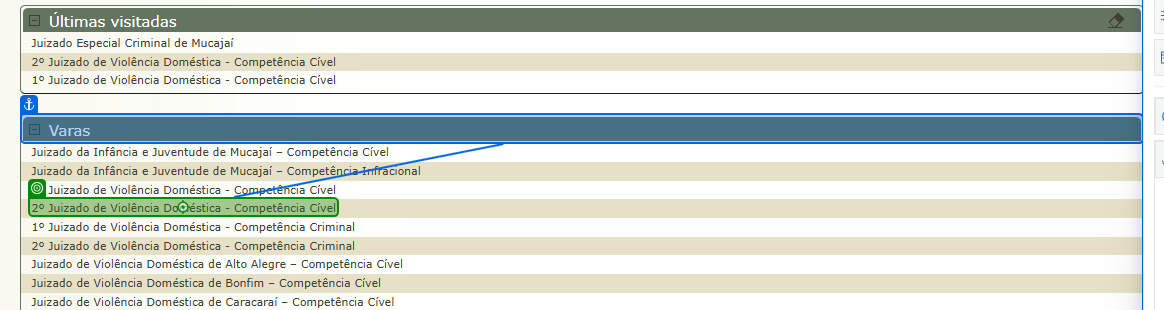 Últimas visitadas
Juizado Especial Criminal de Mucajaí
2º Juizado de Violência Doméstica - Competência Cível
1º Juizado de Violência Doméstica - Competência Cível
Varas
Juizado da Infância e Juventude de Mucajaí – Competência Cível
Juizado da Infância e Juventude de Mucajaí – Competência Infracional
Juizado de Violência Doméstica - Competência Cível
2º Juizado de Violência Doméstica - Competência Cível
1º Juizado de Violência Doméstica - Competência Criminal
2º Juizado de Violência Doméstica - Competência Criminal
Juizado de Violência Doméstica de Alto Alegre – Competência Cível
Juizado de Violência Doméstica de Bonfim – Competência Cível
Juizado de Violência Doméstica de Caracaraí – Competência Cível